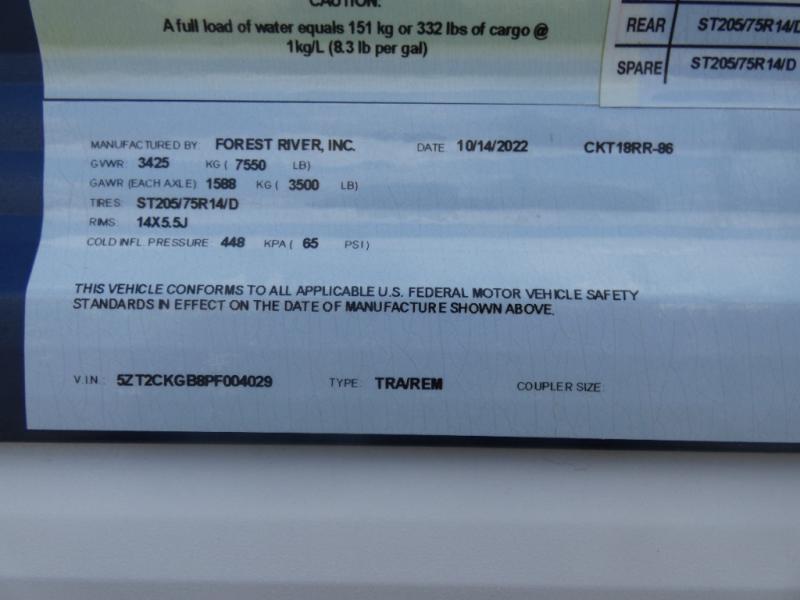 CAUTION:
A full load of water equals 151 kg or 332 lbs of cargo @
1kg/L (8.3 lb per gal)
REAR ST205/75R14/D
SPARE ST205/75R14/D
MANUFACTURED BY: FOREST RIVER, INC. DATE 10/14/2022 CKT18RR-86
GVWR: 3425 KG ( 7550 LB)
GAWR (EACH AXLE) 1588 KG ( 3500 LB)
TIRES: ST205/75R14/D
RIMS: 14X5.5J
COLD INFL. PRESSURE: 448 KPA ( 65 PSI)
THIS VEHICLE CONFORMS TO ALL APPLICABLE U.S. FEDERAL MOTOR VEHICLE SAFETY
STANDARDS IN EFFECT ON THE DATE OF MANUFACTURE SHOWN ABOVE.
V.I.N.: 5ZT2CKGB8PF004029 TYPE: TRA/REM COUPLER SIZE: